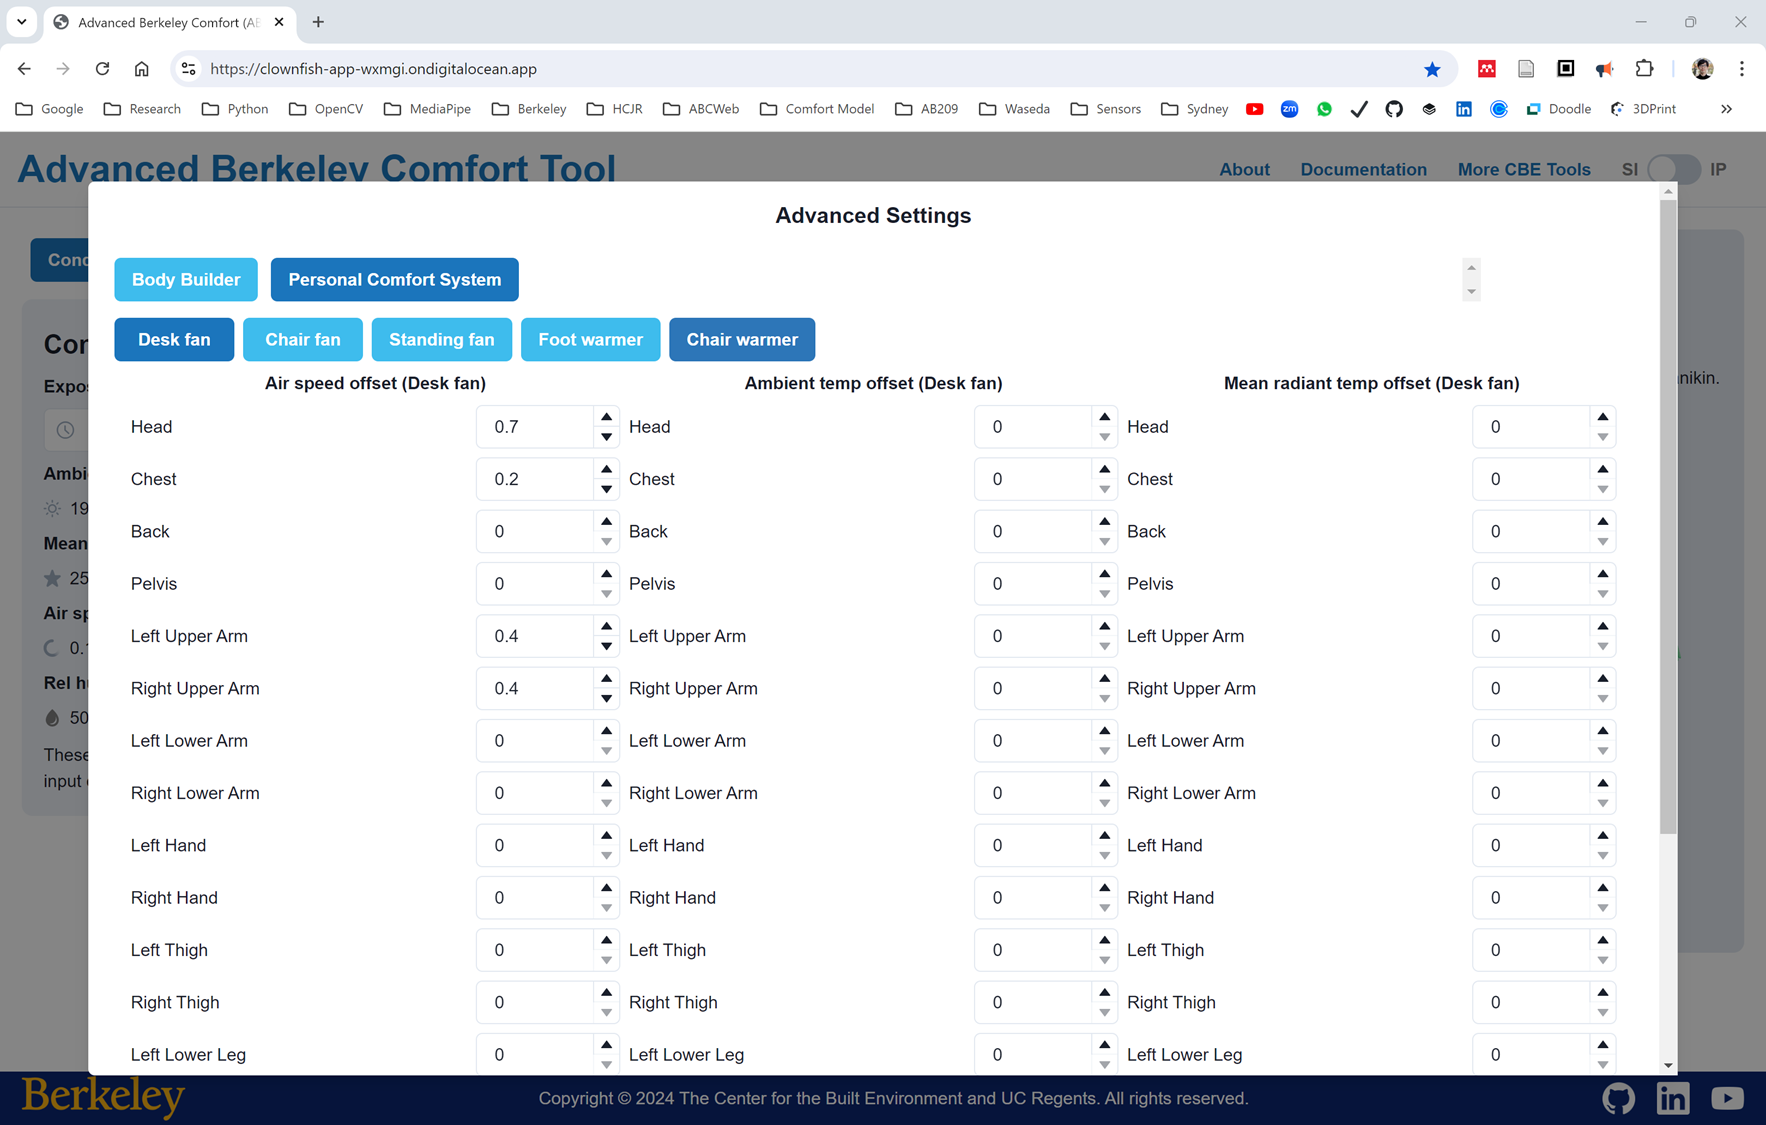 Advanced Berkeley Comfort (AB
https://clownfish-app-wxmgi.ondigitalocean.app
Google Research Python OpenCV MediaPipe Berkeley HCJR ABCWeb Comfort Model AB209 Waseda Sensors Sydney zm Doodle 3DPrint
Advanced Berkeley Comfort Tool
About Documentation More CBE Tools SI IP
Advanced Settings
Conc
Body Builder Personal Comfort System
Desk fan Chair fan Standing fan Foot warmer Chair warmer
Con
Expos
Ambi
19
Mean
25
Air sp
0.1
Rel hu
50
These
input
nikin.
Air speed offset (Desk fan) Ambient temp offset (Desk fan) Mean radiant temp offset (Desk fan)
Head 0.7 Head 0 Head 0
Chest 0.2 Chest 0 Chest 0
Back 0 Back 0 Back 0
Pelvis 0 Pelvis 0 Pelvis 0
Left Upper Arm 0.4 Left Upper Arm 0 Left Upper Arm 0
Right Upper Arm 0.4 Right Upper Arm 0 Right Upper Arm 0
Left Lower Arm 0 Left Lower Arm 0 Left Lower Arm 0
Right Lower Arm 0 Right Lower Arm 0 Right Lower Arm 0
Left Hand 0 Left Hand 0 Left Hand 0
Right Hand 0 Right Hand 0 Right Hand 0
Left Thigh 0 Left Thigh 0 Left Thigh 0
Right Thigh 0 Right Thigh 0 Right Thigh 0
Left Lower Leg 0 Left Lower Leg 0 Left Lower Leg 0
Berkeley
Copyright © 2024 The Center for the Built Environment and UC Regents. All rights reserved.
in